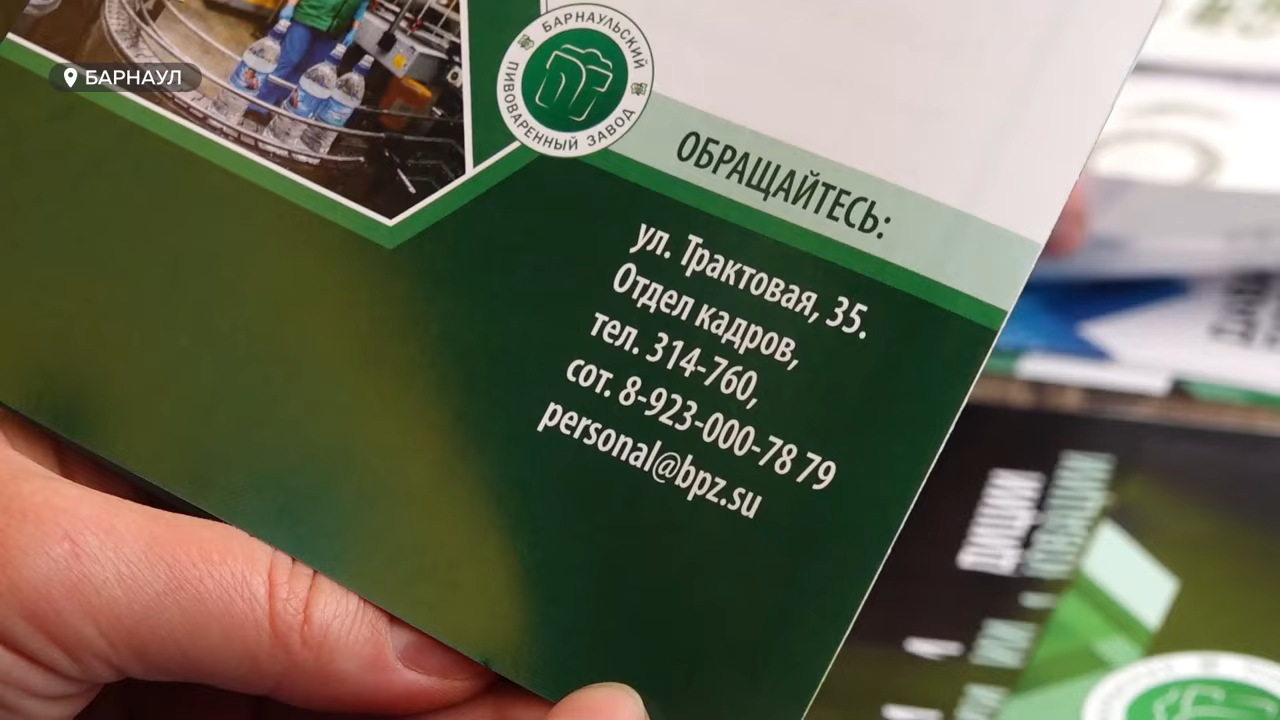 БАРНАУЛ
БАРНАУЛЬСКИЙ
ПИВОВАРЕННЫЙ ЗАВОД
ОБРАЩАЙТЕСЬ:
ул. Трактовая, 35.
Отдел кадров,
тел. 314-760,
сот. 8-923-000-78 79
personal@bpz.su